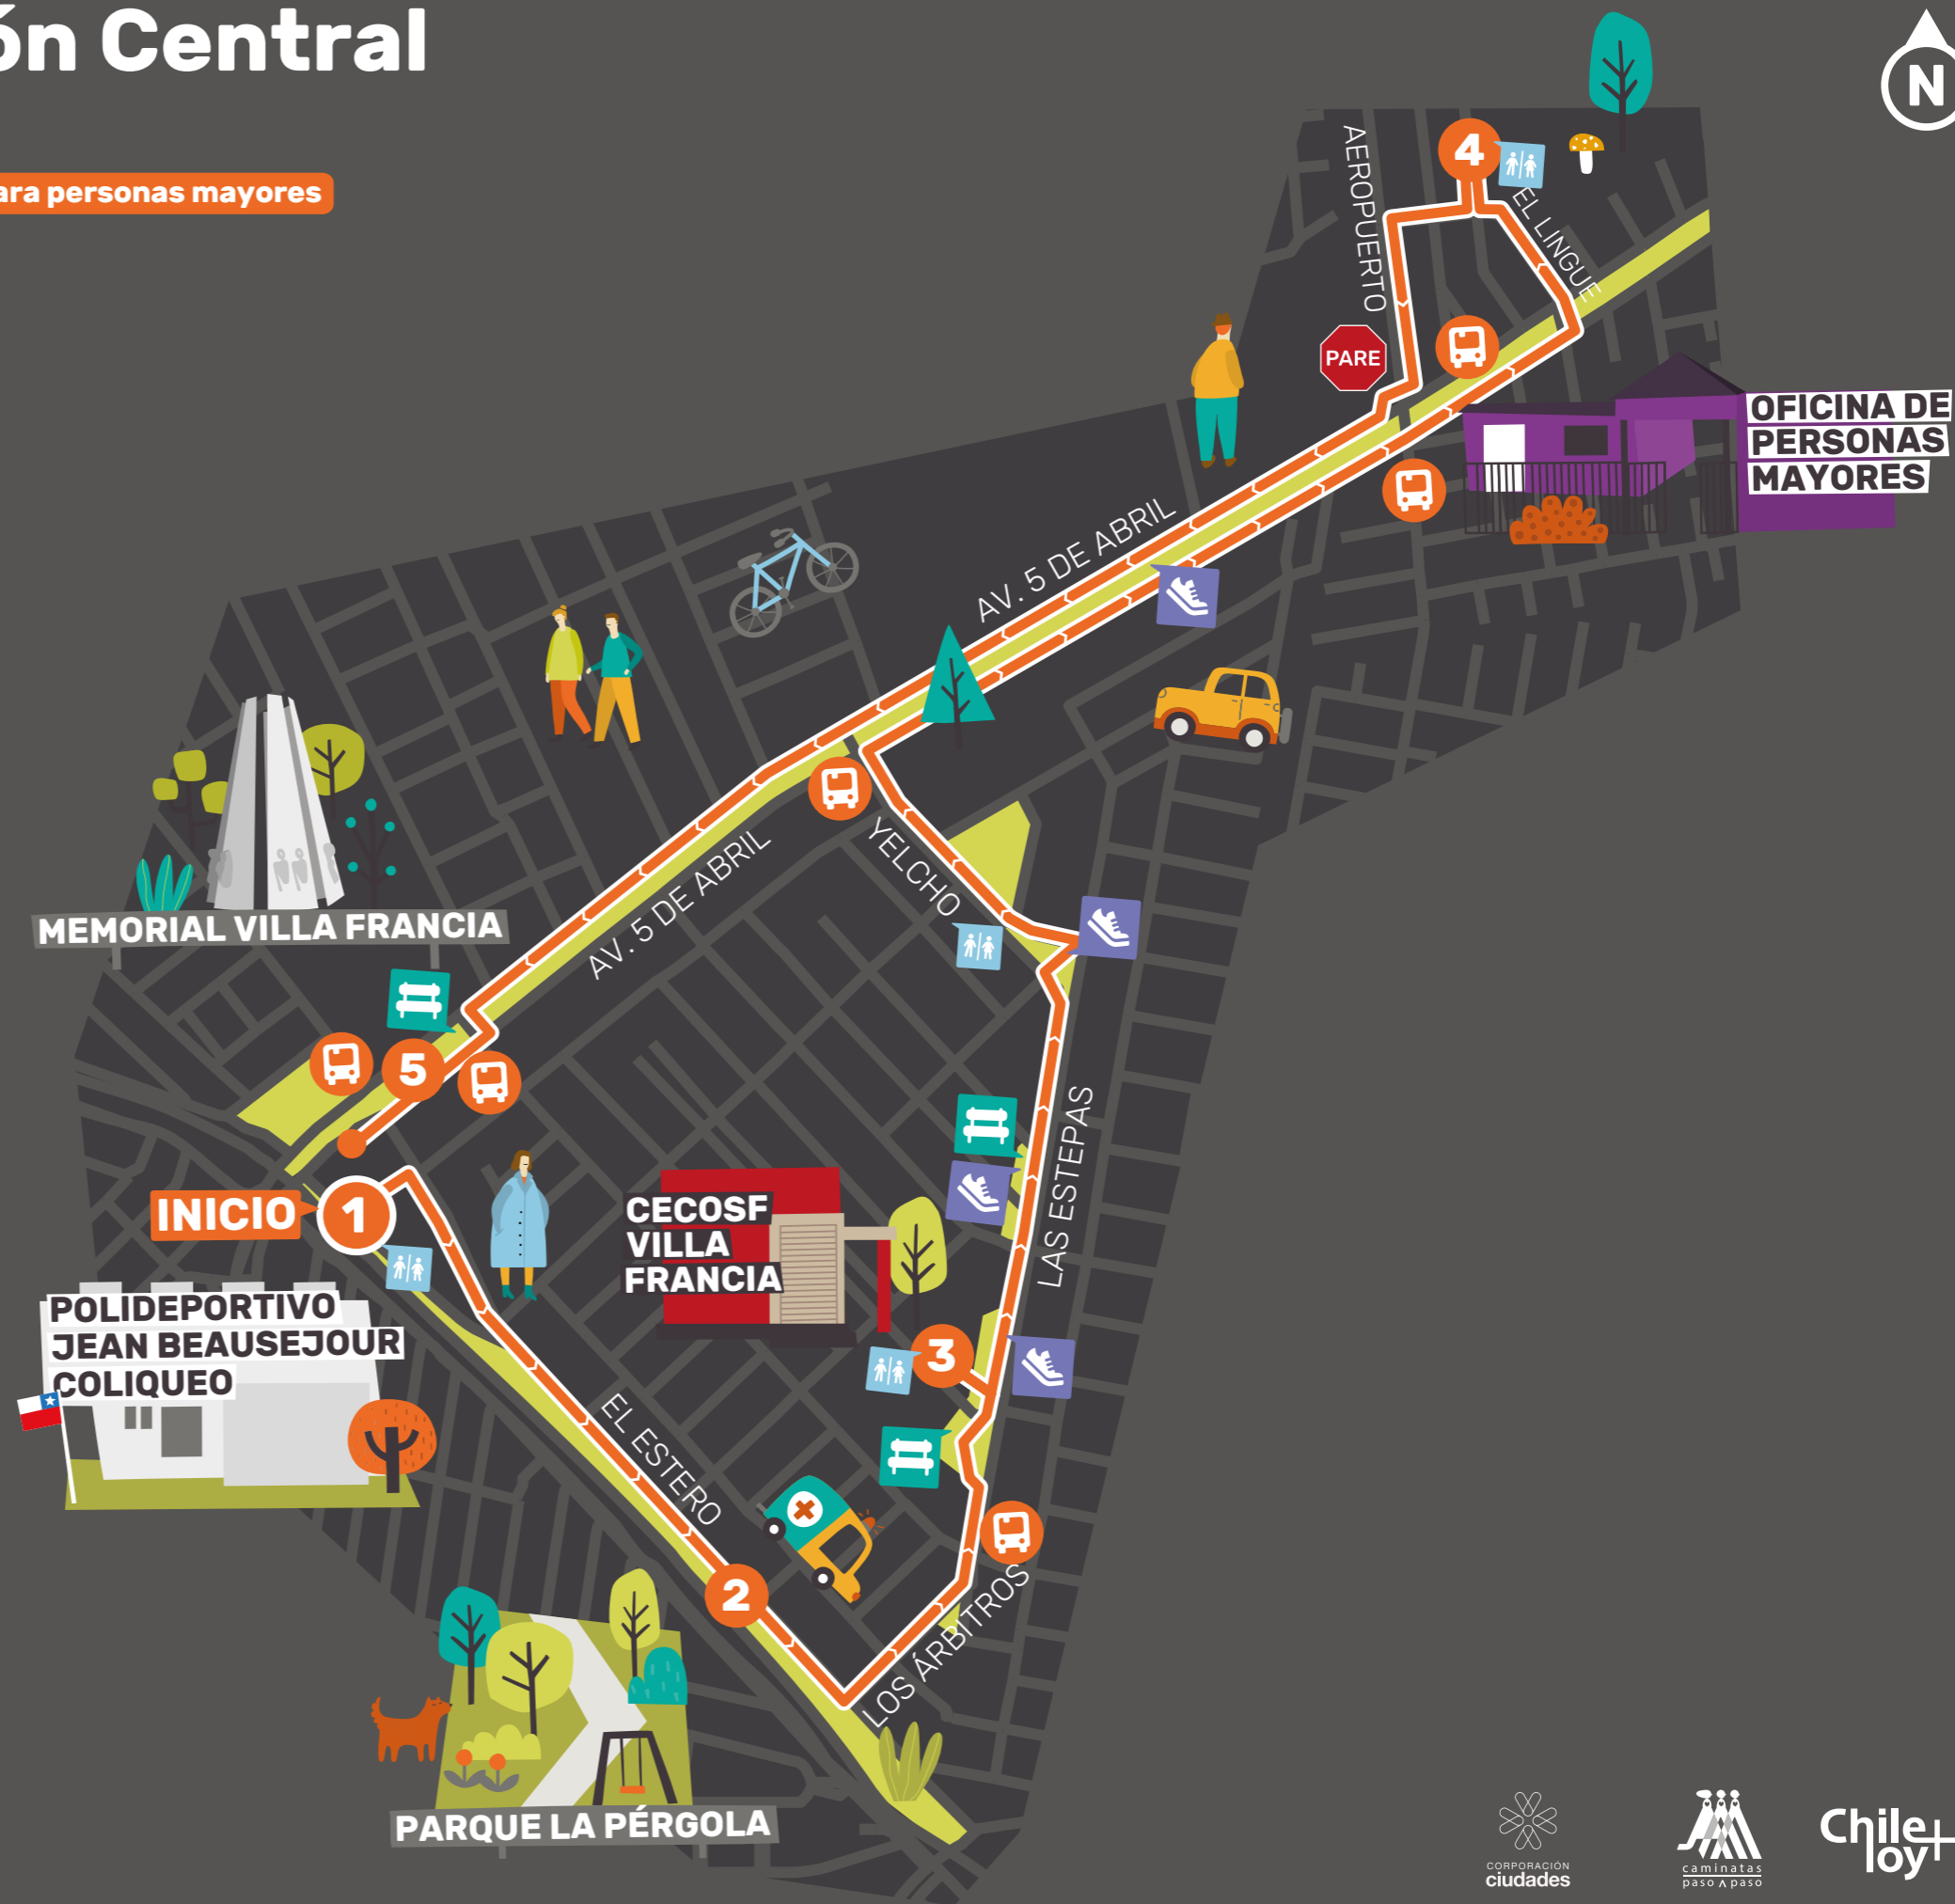 ón Central
ara personas mayores
N
4
AEROPUERTO
EL LINGUE
PARE
OFICINA DE
PERSONAS
MAYORES
AV. 5 DE ABRIL
YELCHO
AV. 5 DE ABRIL
MEMORIAL VILLA FRANCIA
5
INICIO
1
LAS ESTEPAS
CECOSF
VILLA
FRANCIA
POLIDEPORTIVO
JEAN BEAUSEJOUR
COLIQUEO
3
EL ESTERO
2
LOS ÁRBITROS
PARQUE LA PÉRGOLA
CORPORACIÓN
ciudades
caminatas
paso a paso
Chile+
oy